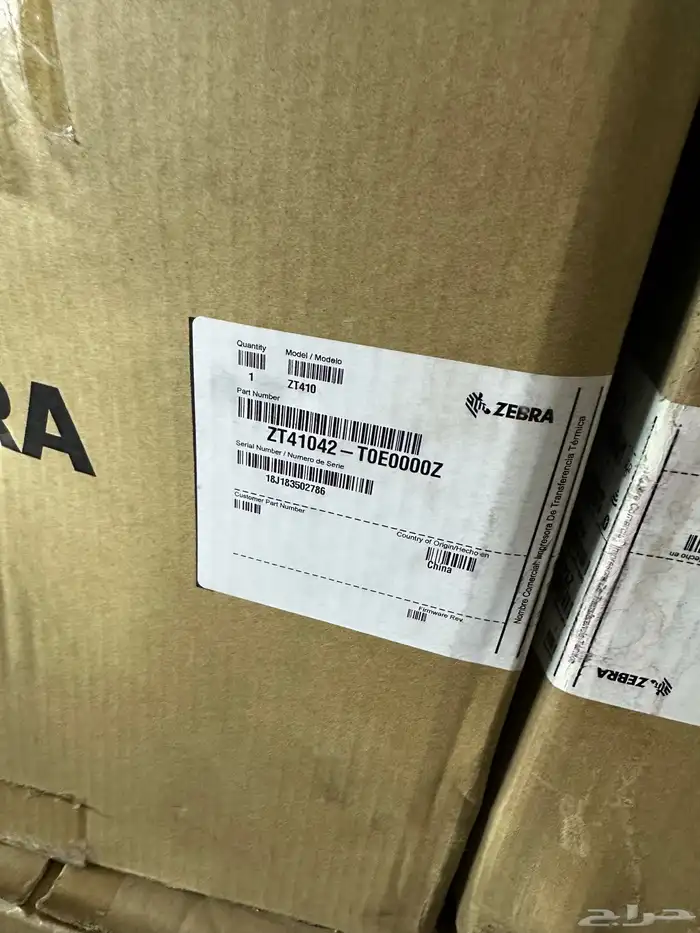 RA
Quantity
1
Model / Modelo
ZT410
ZEBRA
Part Number
ZT41042-T0E0000Z
Serial Number / Numero de Serie
18J183502786
Customer Part Number
Country of Origin/Hecho en
China
Firmware Rev.
Nombre Comercial: Impresora De Transferencia Térmica
ZEBRA
حراج